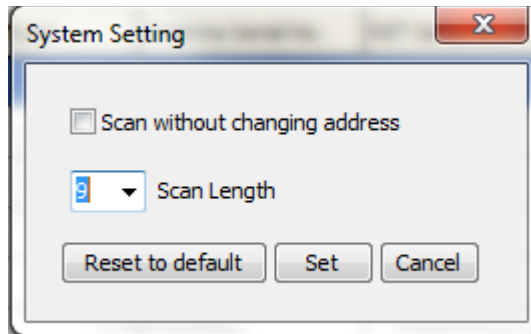 System Setting
Scan without changing address
9 Scan Length
Reset to default Set Cancel